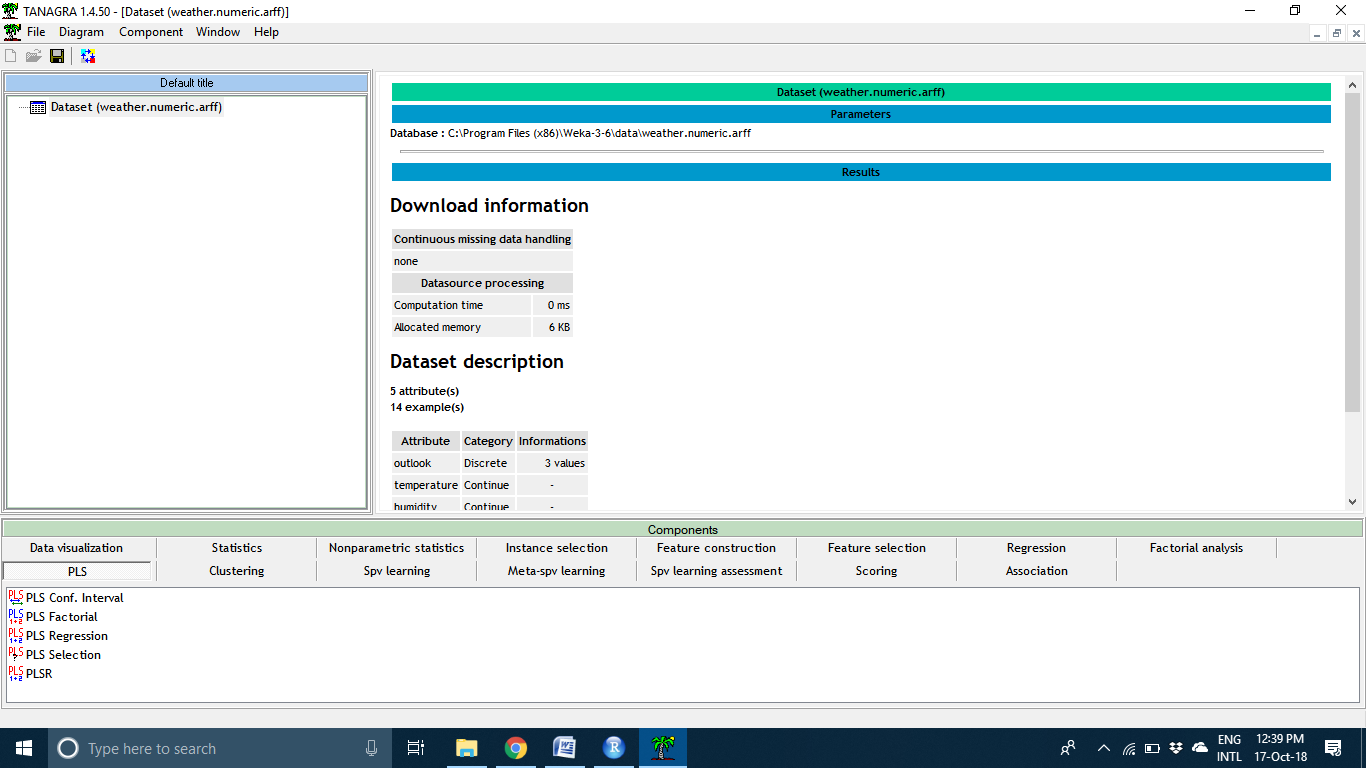 TANAGRA 1.4.50 - [Dataset (weather.numeric.arff)]
File Diagram Component Window Help
Default title
Dataset (weather.numeric.arff)
Dataset (weather.numeric.arff)
Parameters
Database : C:\Program Files (x86)\Weka-3-6\data\weather.numeric.arff
Results
Download information
Continuous missing data handling
none
Datasource processing
Computation time 0 ms
Allocated memory 6 KB
Dataset description
5 attribute(s)
14 example(s)
Attribute Category Informations
outlook Discrete 3 values
temperature Continue -
humidity Continue -
Components
Data visualization Statistics Nonparametric statistics Instance selection Feature construction Feature selection Regression Factorial analysis
PLS Clustering Spv learning Meta-spv learning Spv learning assessment Scoring Association
PLS Conf. Interval
PLS Factorial
PLS Regression
PLS Selection
PLSR
Type here to search
ENG 12:39 PM
INTL 17-Oct-18